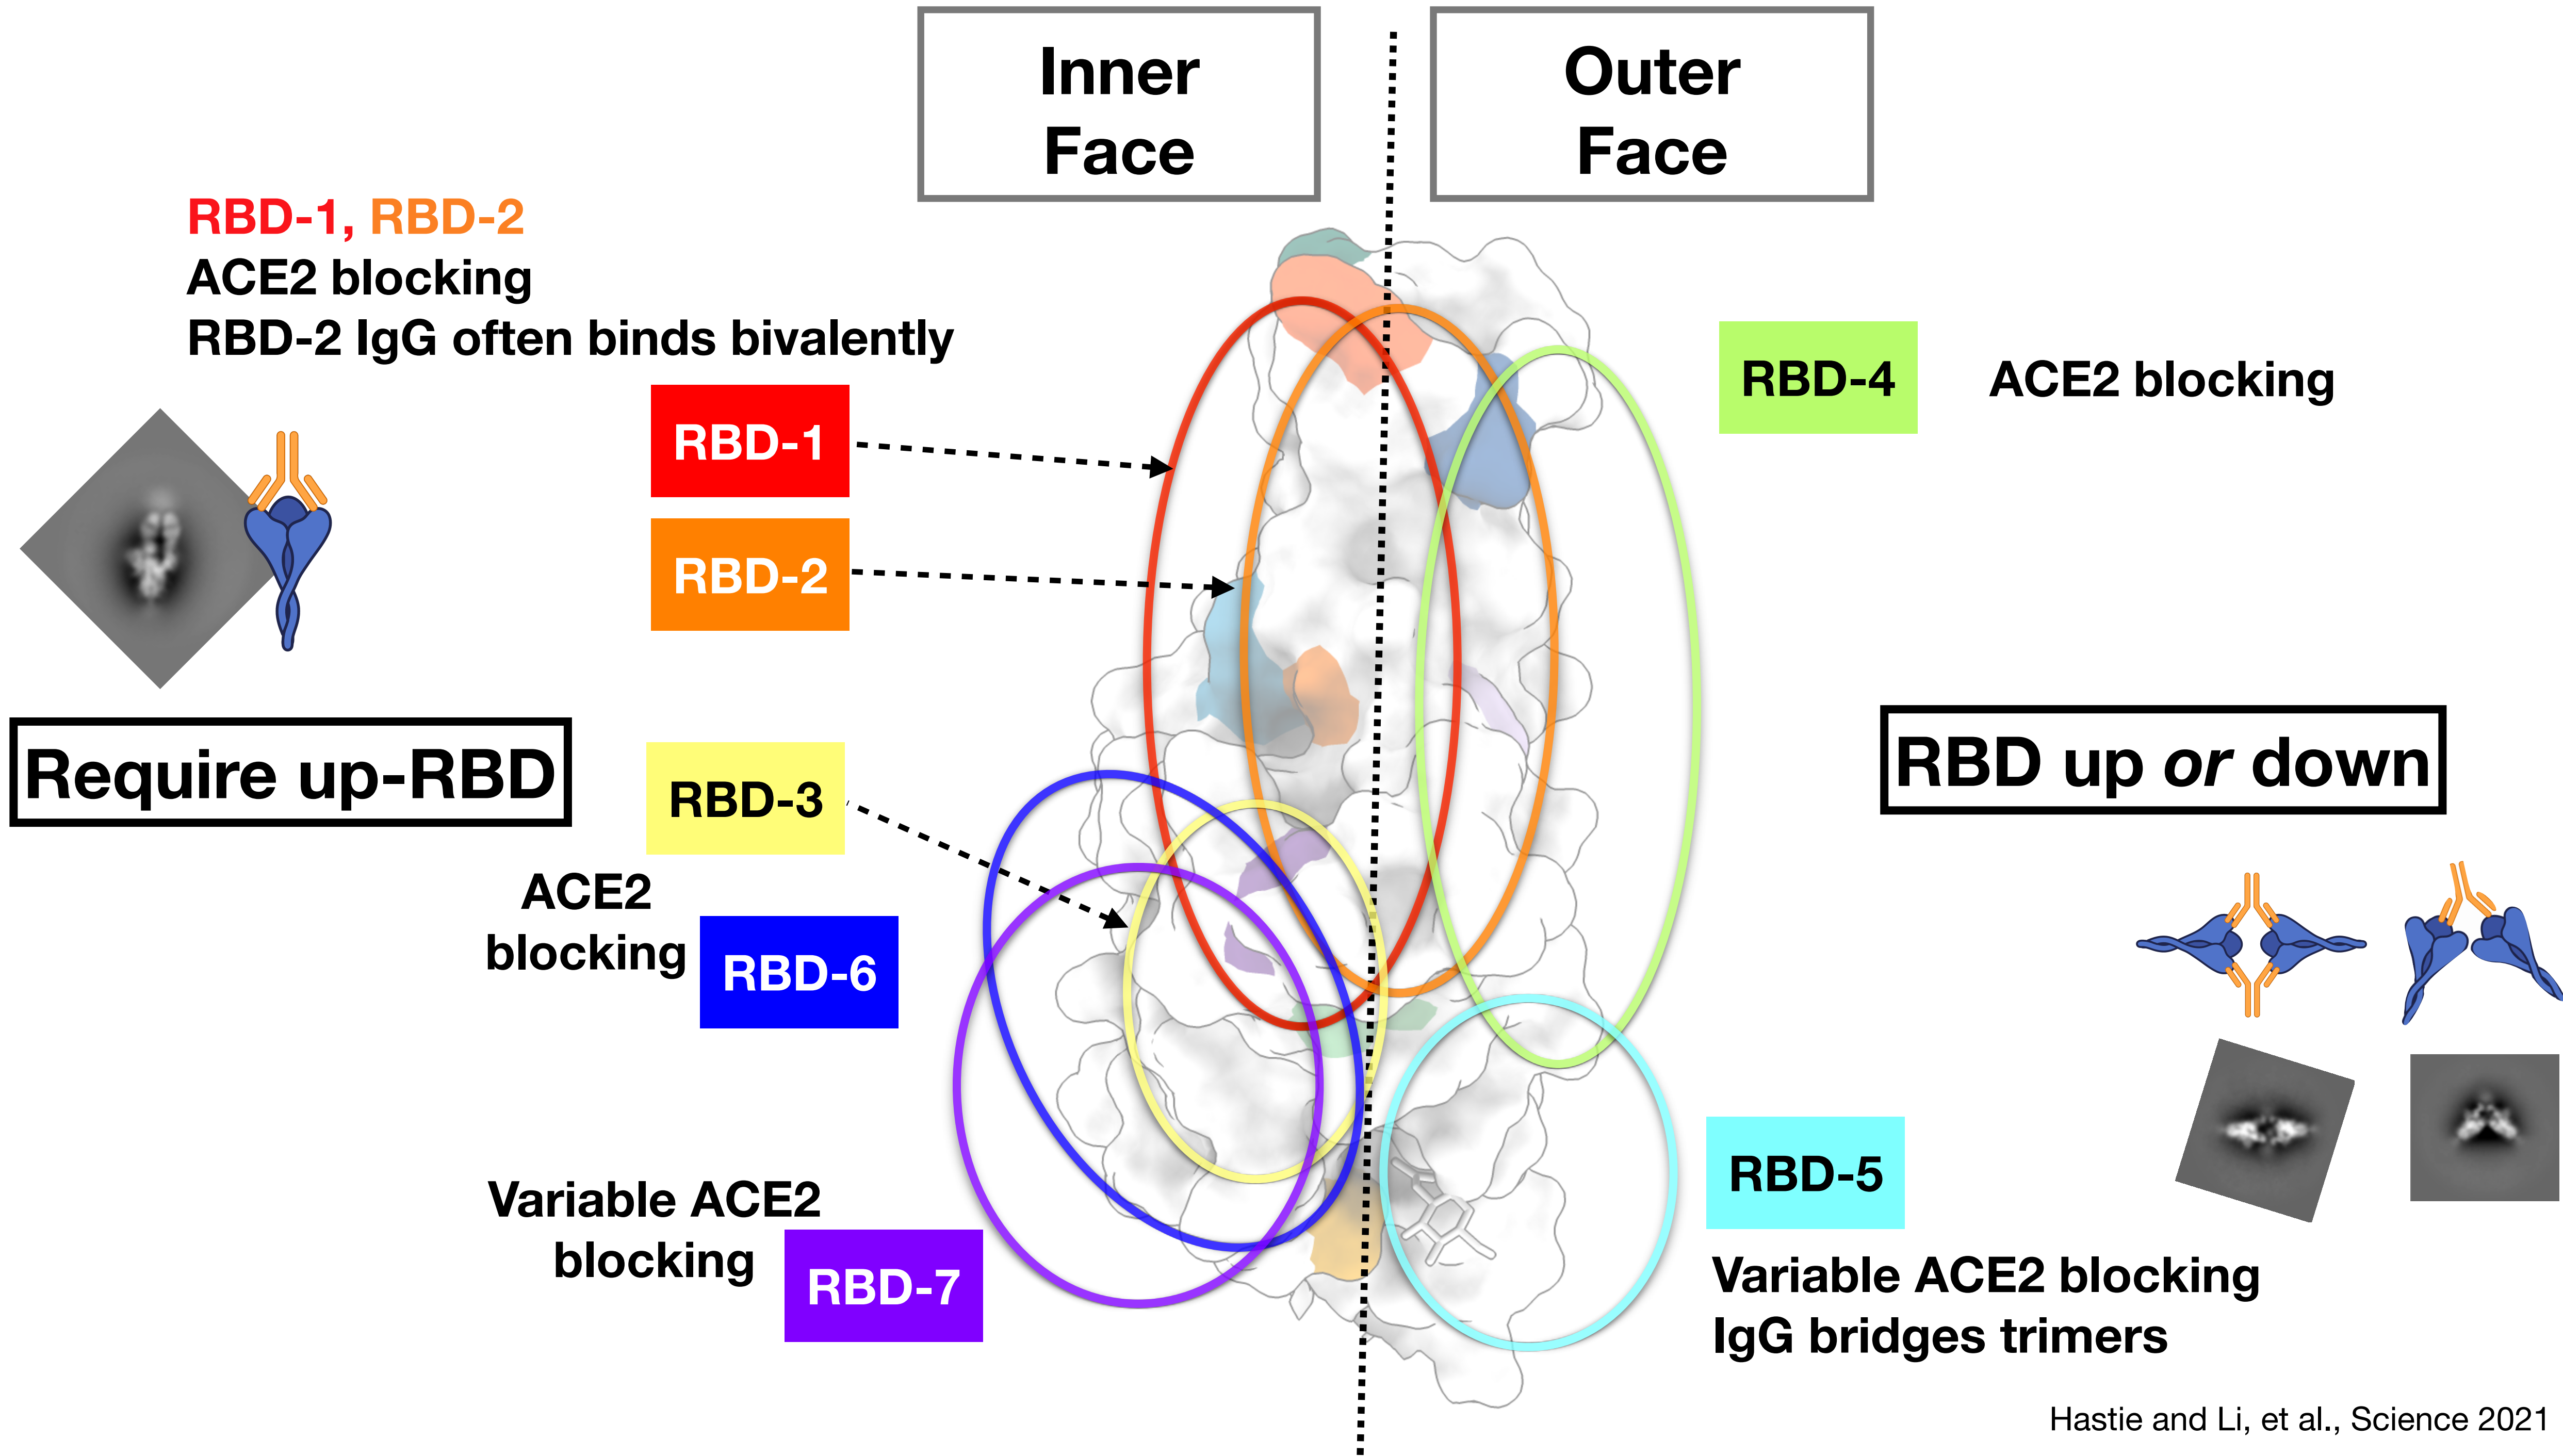 Inner
Face
Outer
Face
RBD-1, RBD-2
ACE2 blocking
RBD-2 IgG often binds bivalently
RBD-1
RBD-2
Require up-RBD
RBD-3
ACE2
blocking
RBD-6
Variable ACE2
blocking
RBD-7
RBD-4
ACE2 blocking
RBD up or down
RBD-5
Variable ACE2 blocking
IgG bridges trimers
Hastie and Li, et al., Science 2021